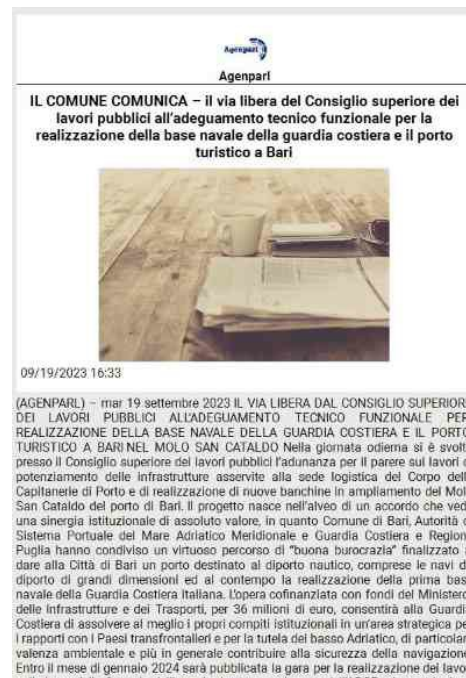 Agenparl
Agenparl
IL COMUNE COMUNICA – il via libera del Consiglio superiore dei
lavori pubblici all'adeguamento tecnico funzionale per la
realizzazione della base navale della guardia costiera e il porto
turistico a Bari
09/19/2023 16:33
(AGENPARL) – mar 19 settembre 2023 IL VIA LIBERA DAL CONSIGLIO SUPERIOR
DEI LAVORI PUBBLICI ALL'ADEGUAMENTO TECNICO FUNZIONALE PER
REALIZZAZIONE DELLA BASE NAVALE DELLA GUARDIA COSTIERA E IL PORTO
TURISTICO A BARI NEL MOLO SAN CATALDO Nella giornata odierna si è svolt
presso il Consiglio superiore dei lavori pubblici l'adunanza per il parere sui lavori d
potenziamento delle infrastrutture asservite alla sede logistica del Corpo dell
Capitanerie di Porto e di realizzazione di nuove banchine in ampliamento del Mol
San Cataldo del porto di Bari. Il progetto nasce nell'alveo di un accordo che ved
una sinergia istituzionale di assoluto valore, in quanto Comune di Bari, Autorità d
Sistema Portuale del Mare Adriatico Meridionale e Guardia Costiera e Region
Puglia hanno condiviso un virtuoso percorso di "buona burocrazia" finalizzato a
dare alla Città di Bari un porto destinato al diporto nautico, comprese le navi d
diporto di grandi dimensioni ed al contempo la realizzazione della prima bas
navale della Guardia Costiera Italiana. L'opera cofinanziata con fondi del Minister
delle Infrastrutture e dei Trasporti, per 36 milioni di euro, consentirà alla Guardi
Costiera di assolvere al meglio i propri compiti istituzionali in un'area strategica pe
i rapporti con i Paesi transfrontalieri e per la tutela del basso Adriatico, di particolar
valenza ambientale e più in generale contribuire alla sicurezza della navigazione
Entro il mese di gennaio 2024 sarà pubblicata la gara per la realizzazione dei lavo